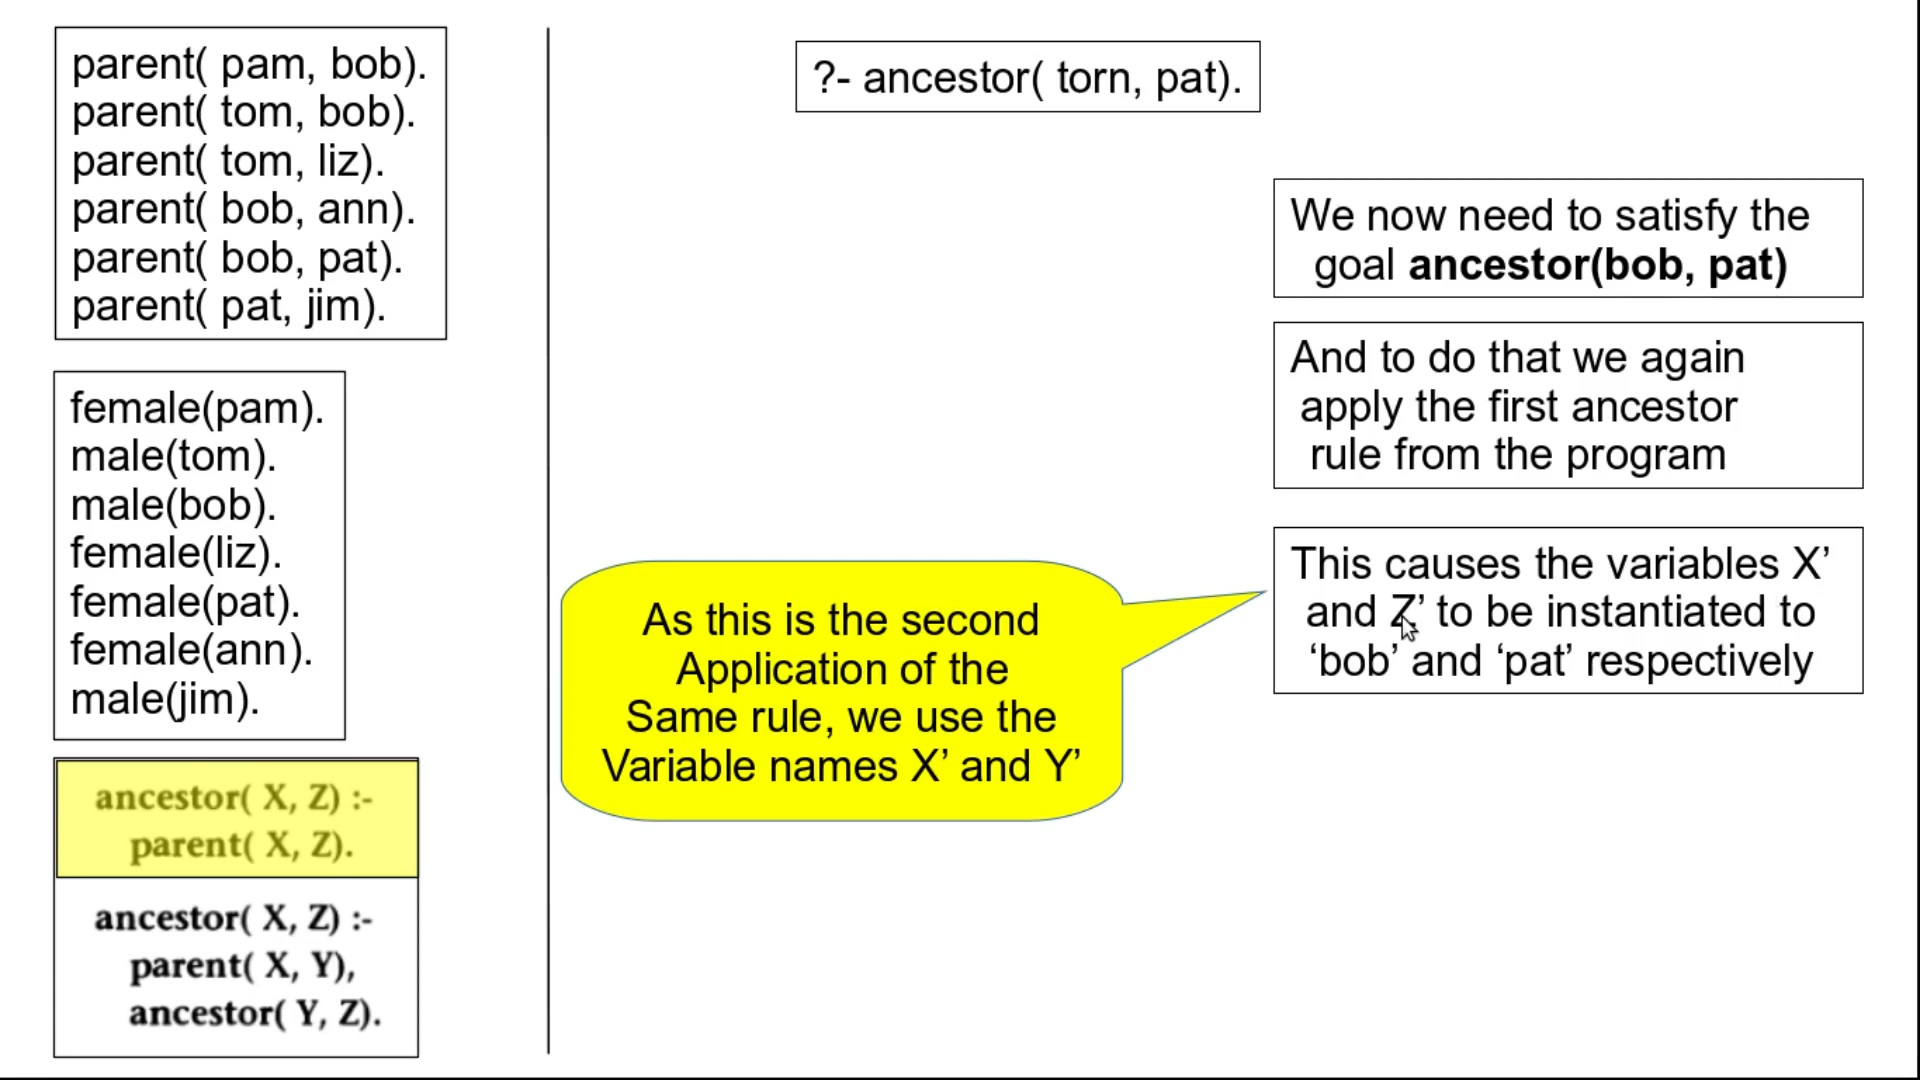 parent( pam, bob).
parent( tom, bob).
parent( tom, liz).
parent( bob, ann).
parent( bob, pat).
parent( pat, jim).
female(pam).
male(tom).
male(bob).
female(liz).
female(pat).
female(ann).
male(jim).
ancestor( X, Z) :-
parent( X, Z).
ancestor( X, Z) :-
parent( X, Y),
ancestor( Y, Z).
?- ancestor( torn, pat).
We now need to satisfy the
goal ancestor(bob, pat)
And to do that we again
apply the first ancestor
rule from the program
This causes the variables X’
and Z’ to be instantiated to
‘bob’ and ‘pat’ respectively
As this is the second
Application of the
Same rule, we use the
Variable names X’ and Y’